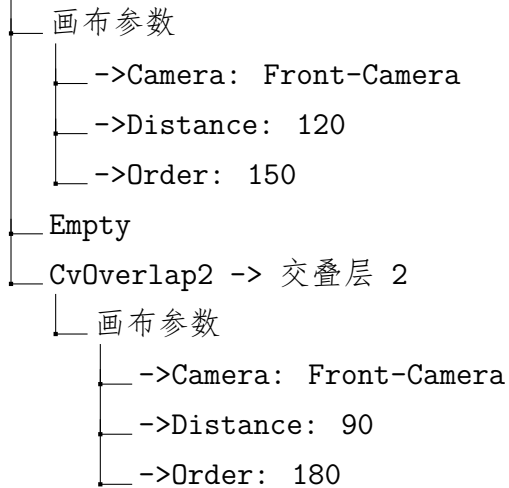 画布参数
->Camera: Front-Camera
->Distance: 120
->Order: 150
Empty
CvOverlap2 -> 交叠层 2
画布参数
->Camera: Front-Camera
->Distance: 90
->Order: 180